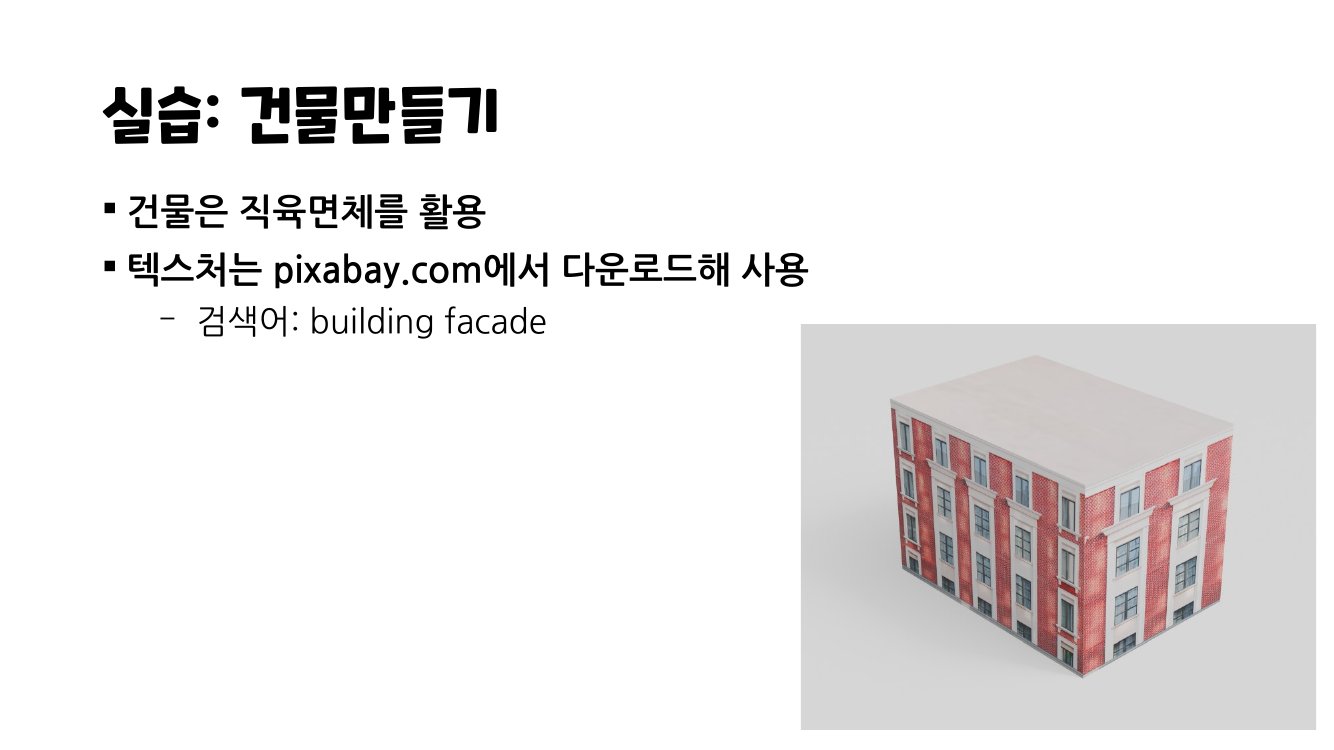 실습: 건물만들기
▪ 건물은 직육면체를 활용
▪ 텍스처는 pixabay.com에서 다운로드해 사용
– 검색어: building facade